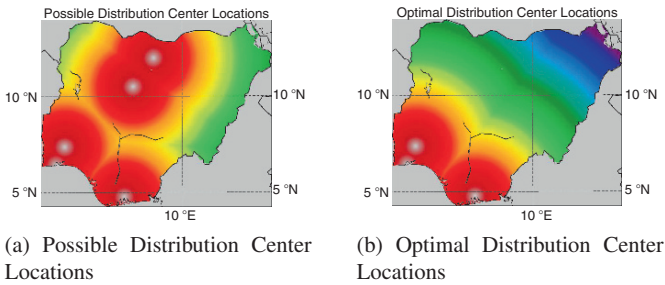 Possible Distribution Center Locations
10 °N
10 °N
5 °N
5 °N
10 °E
(a) Possible Distribution Center
Locations
Optimal Distribution Center Locations
10 °N
10 °N
5 °N
5 °N
10 °E
(b) Optimal Distribution Center
Locations